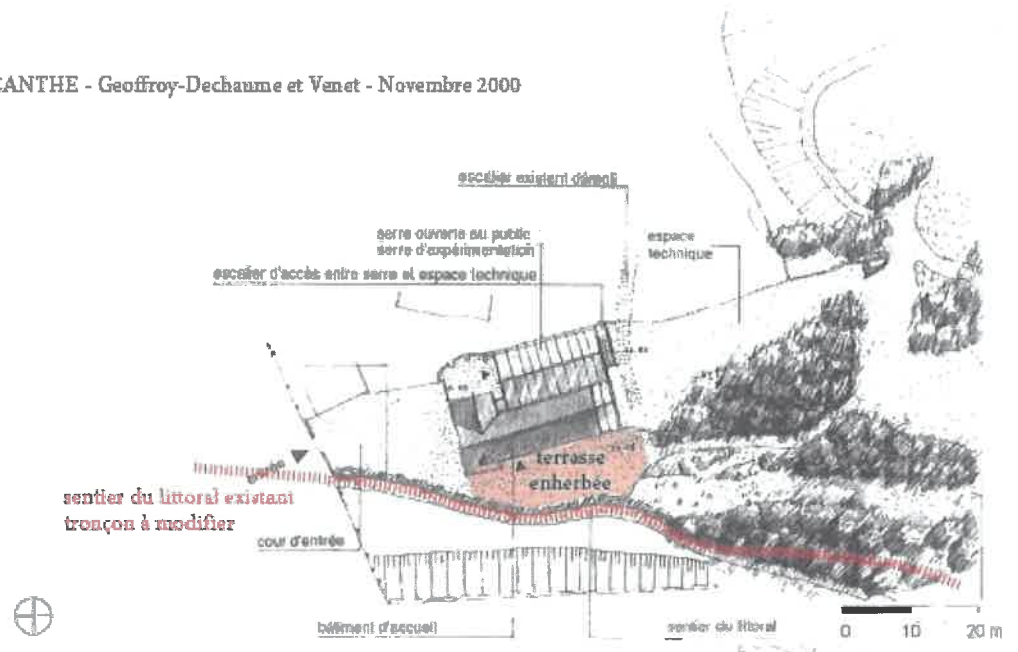 CANTHE - Geoffroy-Dechaume et Venet - Novembre 2000
escalier existant démoli
serre ouverte au public
serre d'expérimentation
escalier d'accès entre serre et espace technique
espace
technique
terrasse
enherbée
sentier du littoral existant
tronçon à modifier
cour d'entrée
bâtiment d'accueil
sentier du littoral
0 10 20 m